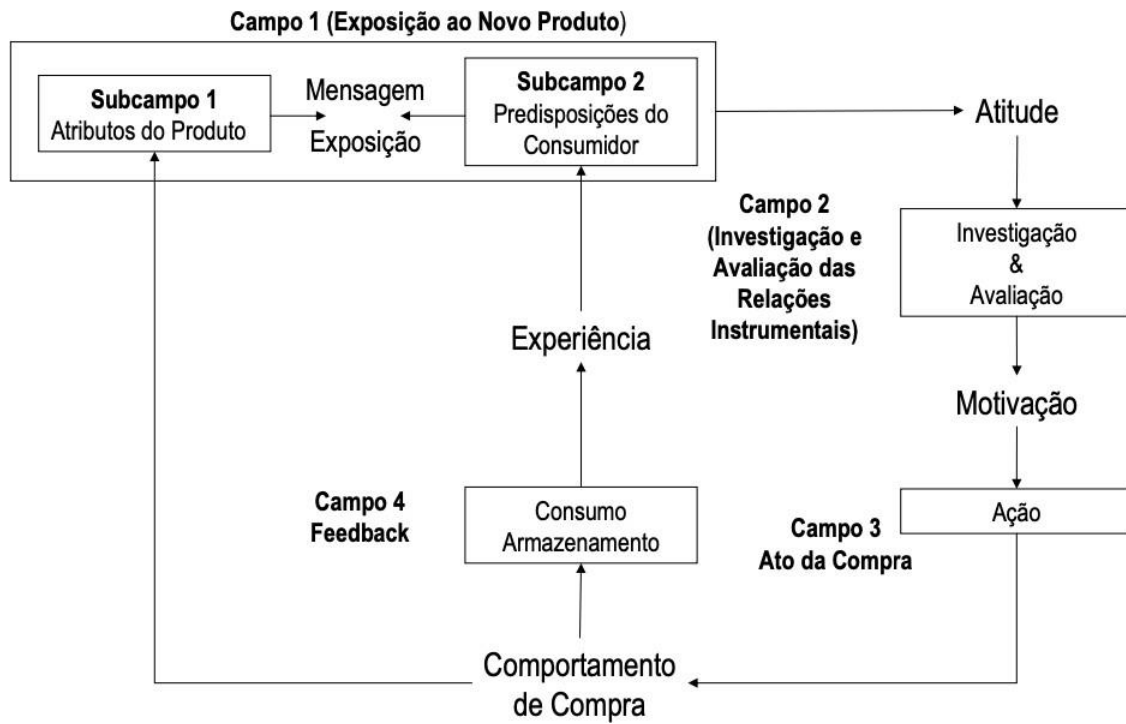 Campo 1 (Exposição ao Novo Produto)
Subcampo 1
Atributos do Produto
Mensagem
Exposição
Subcampo 2
Predisposições do
Consumidor
Atitude
Campo 2
(Investigação e
Avaliação das
Relações
Instrumentais)
Investigação
&
Avaliação
Experiência
Motivação
Campo 4
Feedback
Consumo
Armazenamento
Campo 3
Ato da Compra
Ação
Comportamento
de Compra